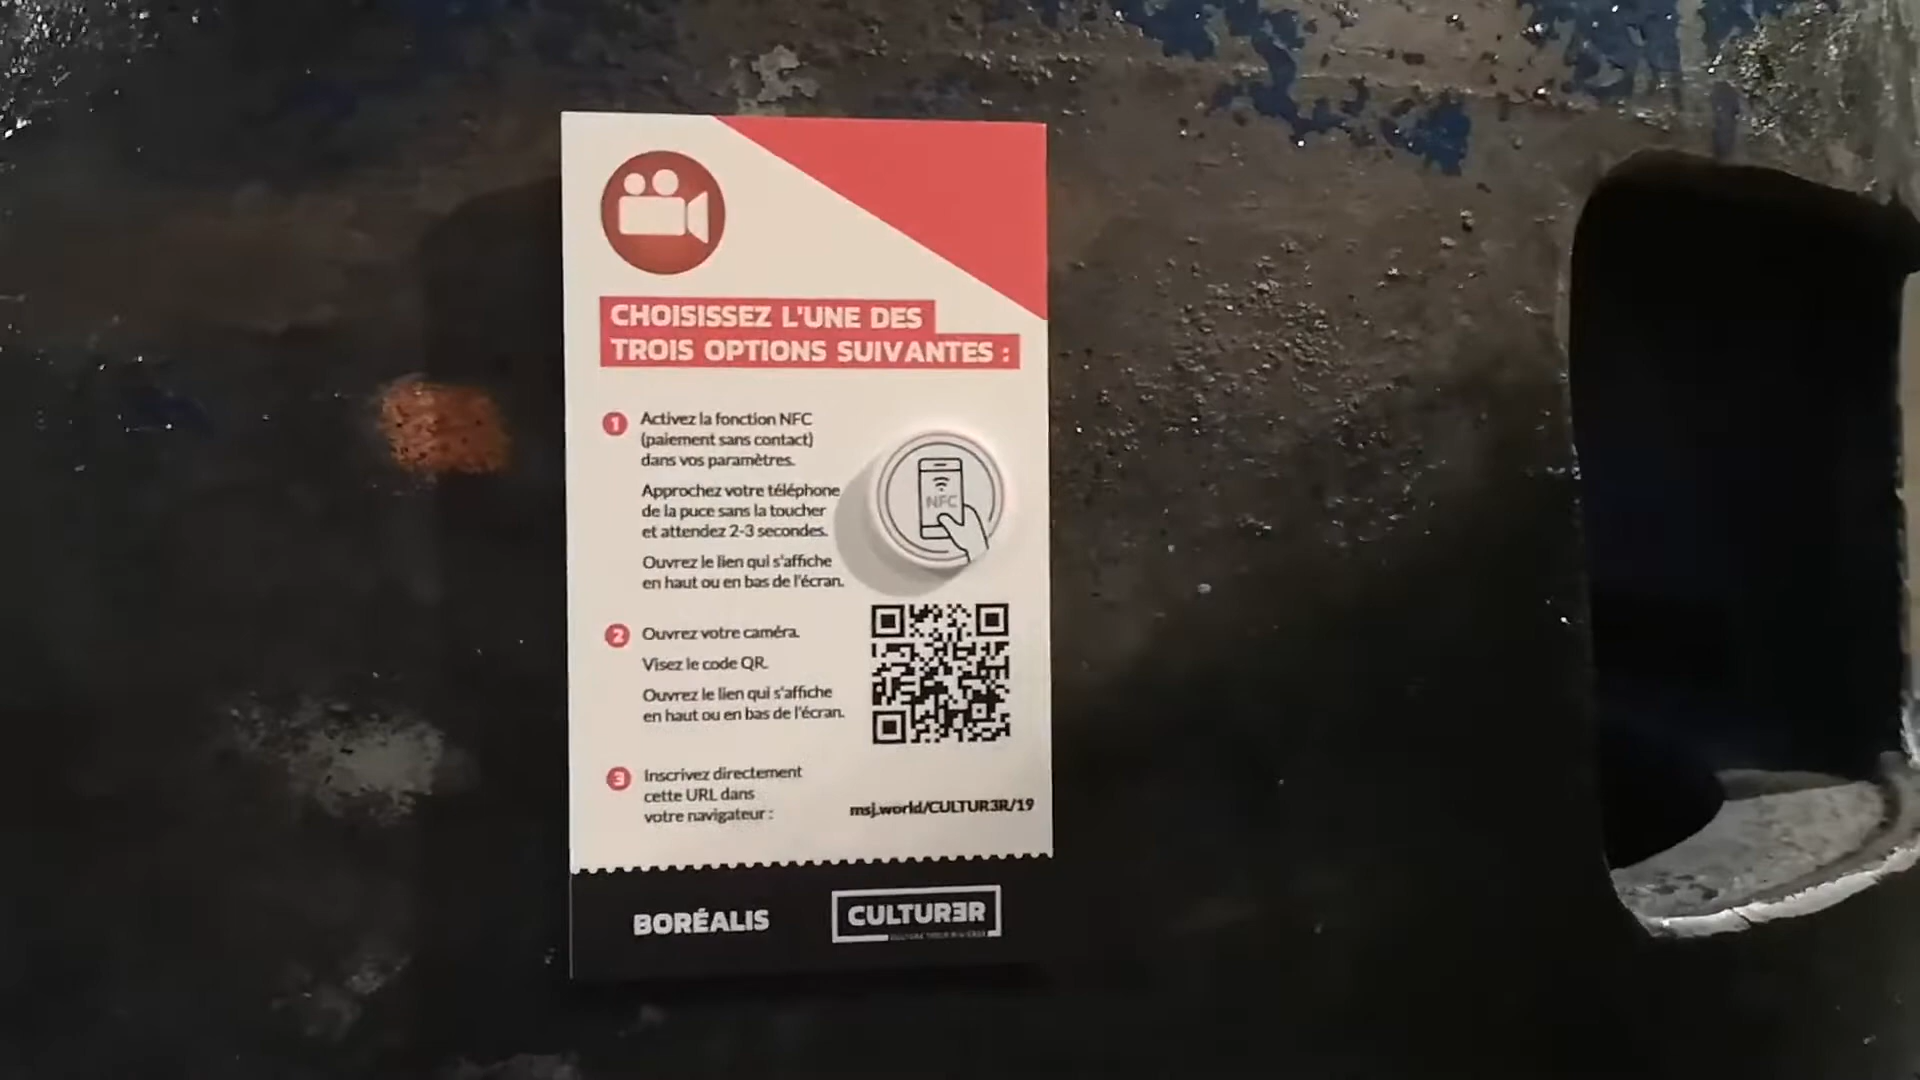 CHOISISSEZ L'UNE DES
TROIS OPTIONS SUIVANTES :
1 Activez la fonction NFC
(paiement sans contact)
dans vos paramètres.
Approchez votre téléphone
de la puce sans la toucher
et attendez 2-3 secondes.
Ouvrez le lien qui s'affiche
en haut ou en bas de l'écran.
NFC
2 Ouvrez votre caméra.
Visez le code QR.
Ouvrez le lien qui s'affiche
en haut ou en bas de l'écran.
3 Inscrivez directement
cette URL dans
votre navigateur :
msj.world/CULTUR3R/19
BORÉALIS
CULTUR3R